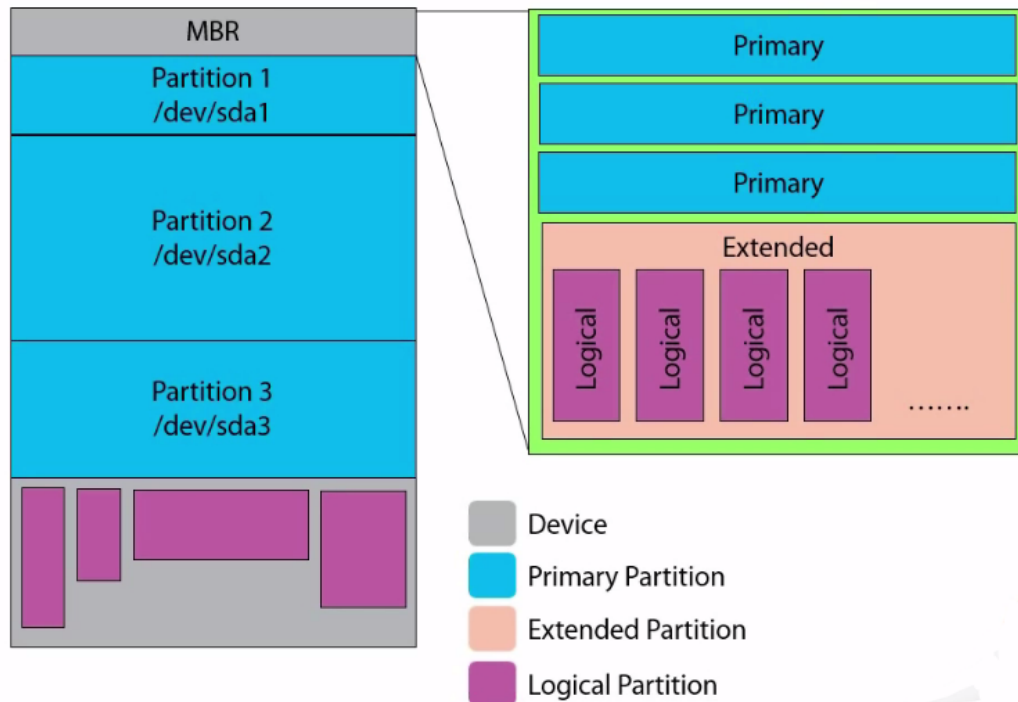 MBR
Partition 1
/dev/sda1
Partition 2
/dev/sda2
Partition 3
/dev/sda3
Primary
Primary
Primary
Extended
Logical
Logical
Logical
Logical
.......
Device
Primary Partition
Extended Partition
Logical Partition